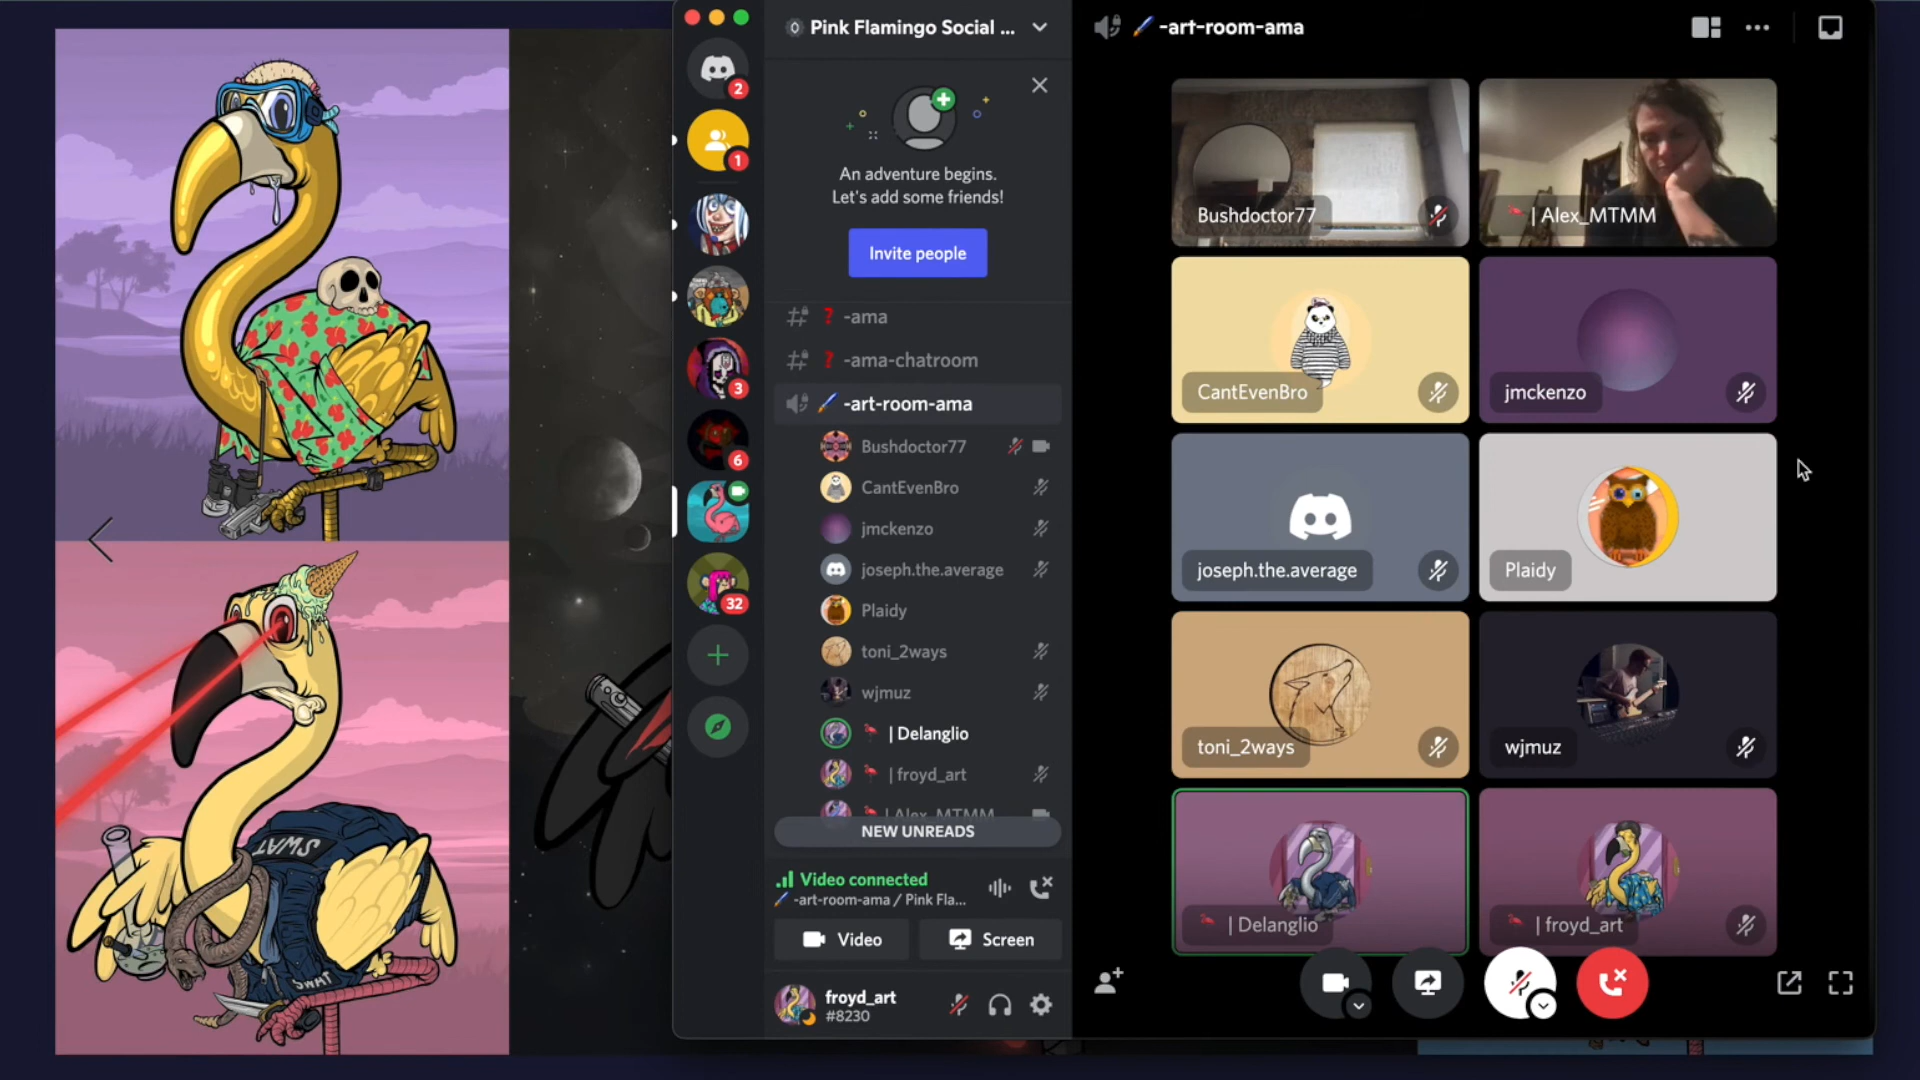 SWAT
SWAT
2
1
3
6
32
Pink Flamingo Social ...
An adventure begins.
Let's add some friends!
Invite people
-ama
-ama-chatroom
-art-room-ama
Bushdoctor77
CantEvenBro
jmckenzo
joseph.the.average
Plaidy
toni_2ways
wjmuz
| Delanglio
| froyd_art
| Alex_MTMM
NEW UNREADS
Video connected
-art-room-ama / Pink Fla...
Video
Screen
froyd_art
#8230
-art-room-ama
Bushdoctor77
| Alex_MTMM
CantEvenBro
jmckenzo
joseph.the.average
Plaidy
toni_2ways
wjmuz
| Delanglio
| froyd_art